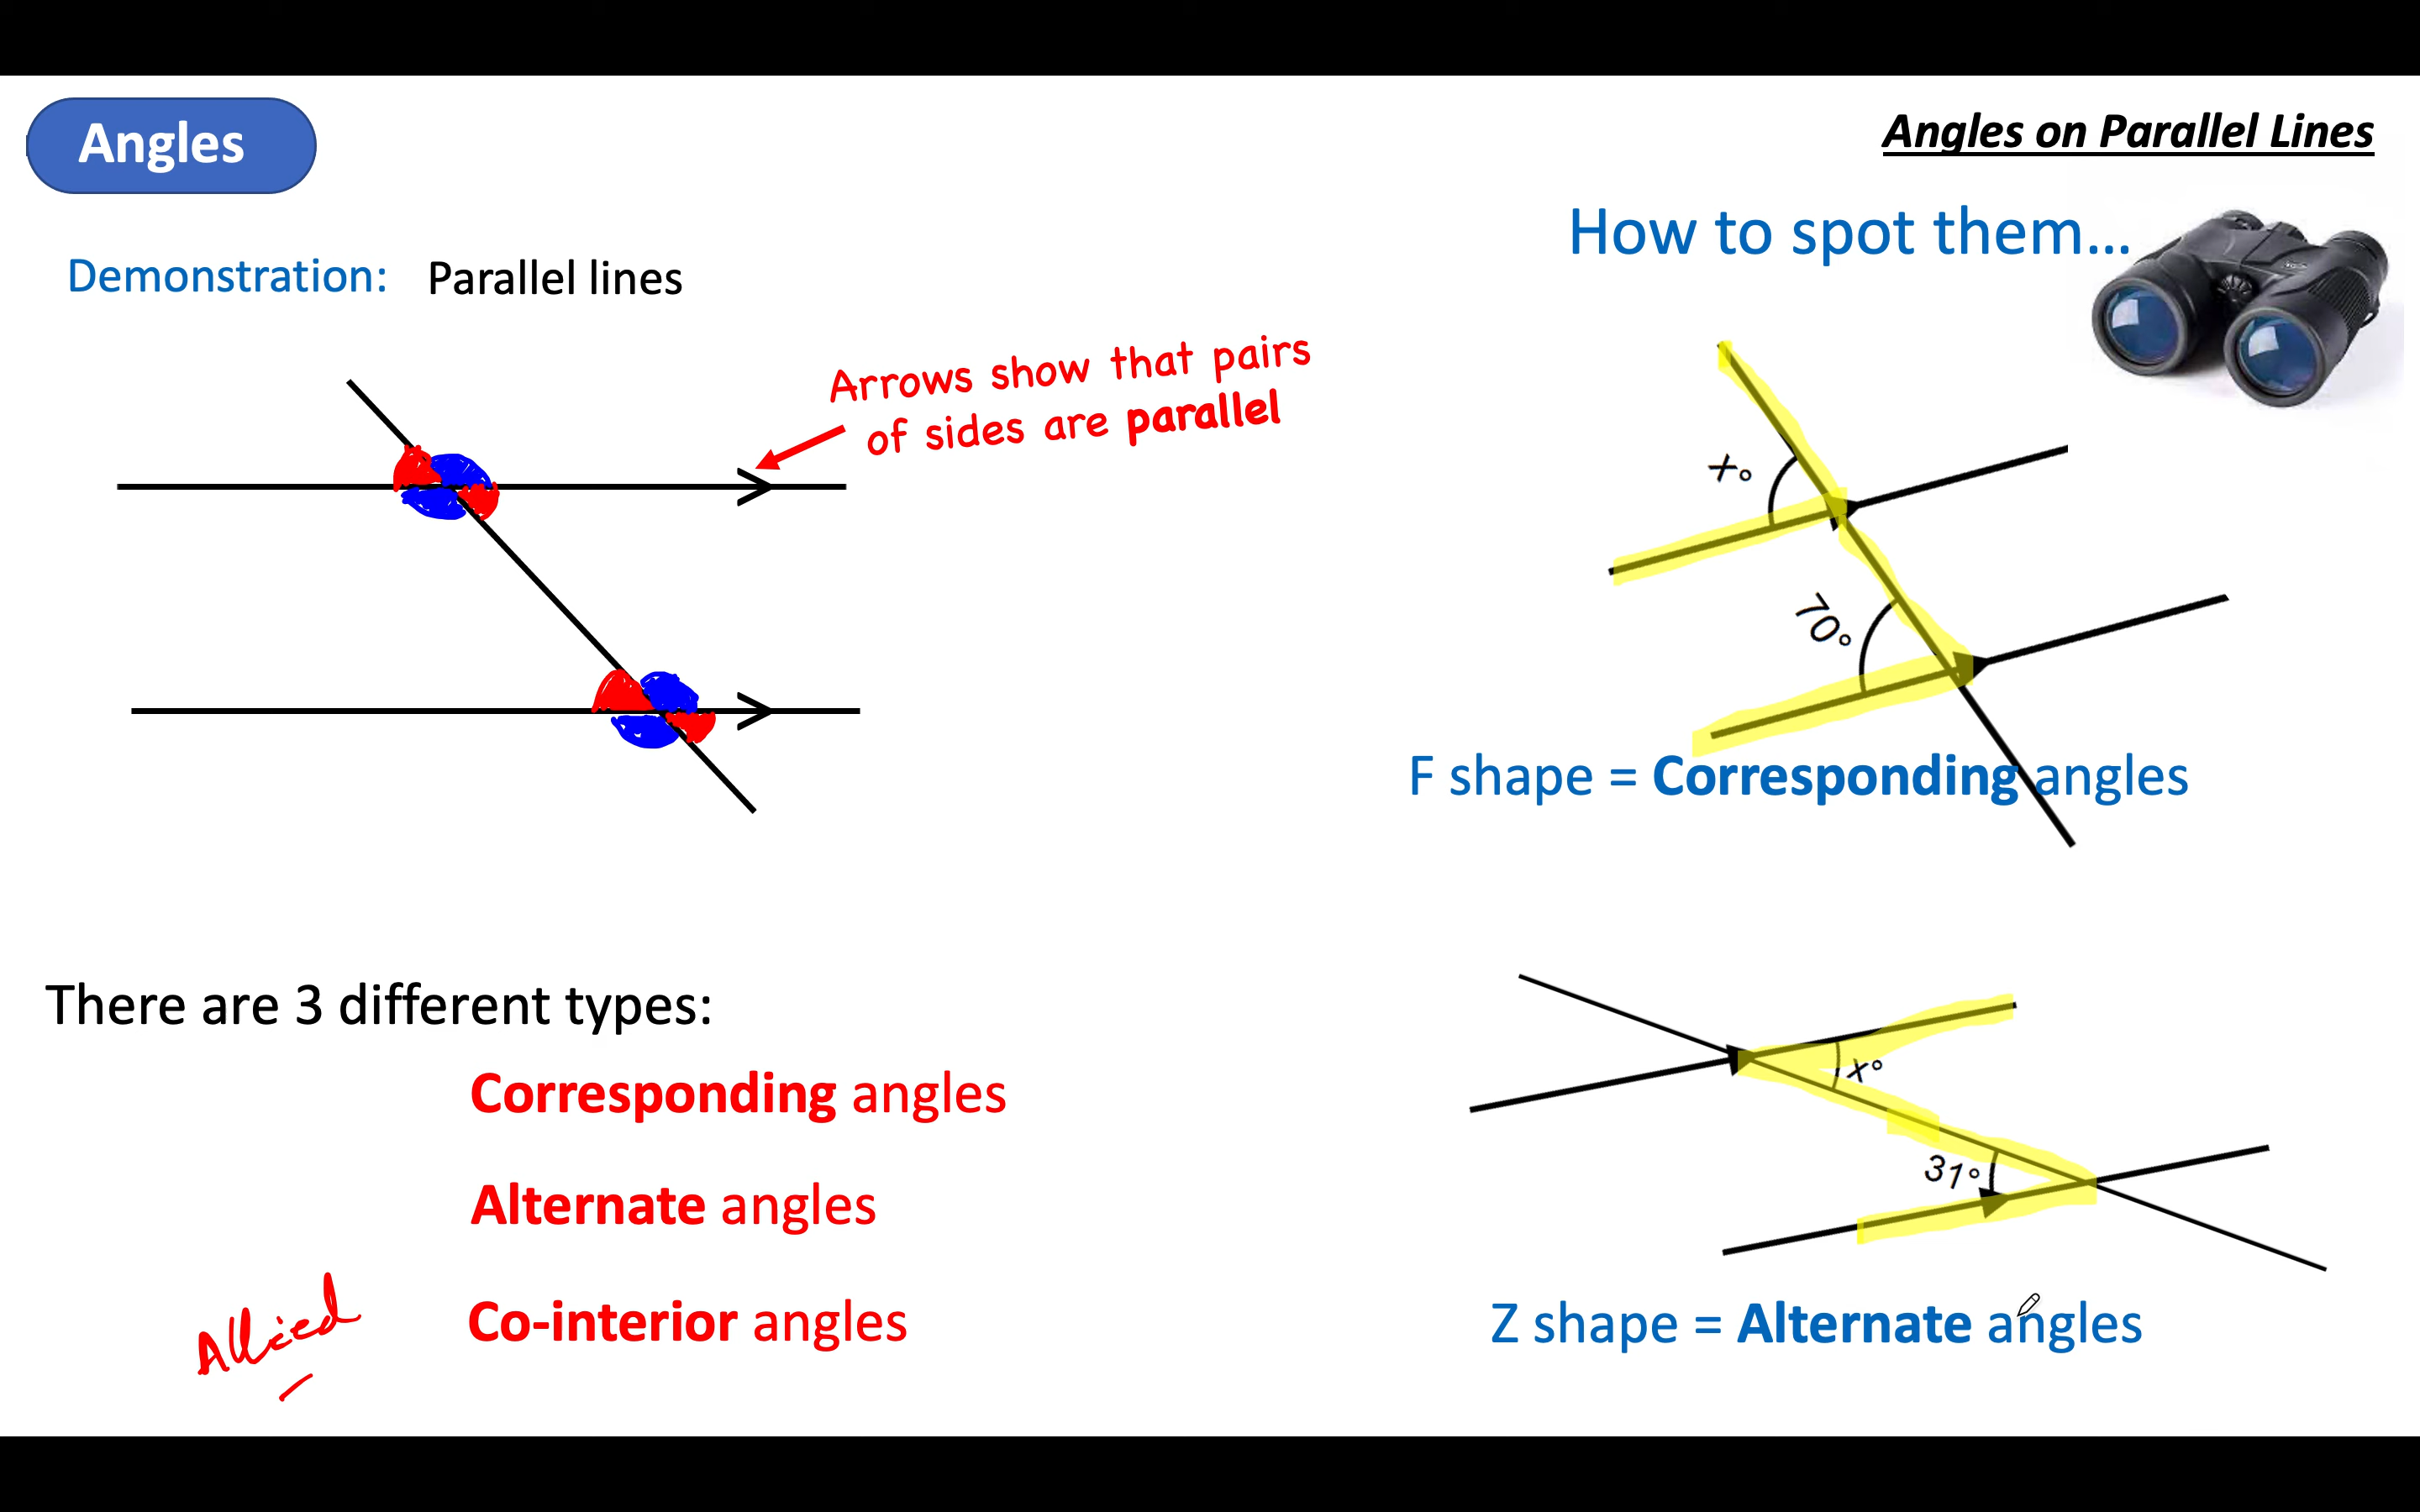 Angles
Angles on Parallel Lines
How to spot them...
Demonstration: Parallel lines
Arrows show that pairs
of sides are parallel
x°
70°
F shape = Corresponding angles
There are 3 different types:
Corresponding angles
Alternate angles
Allied
Co-interior angles
x°
31°
Z shape = Alternate angles